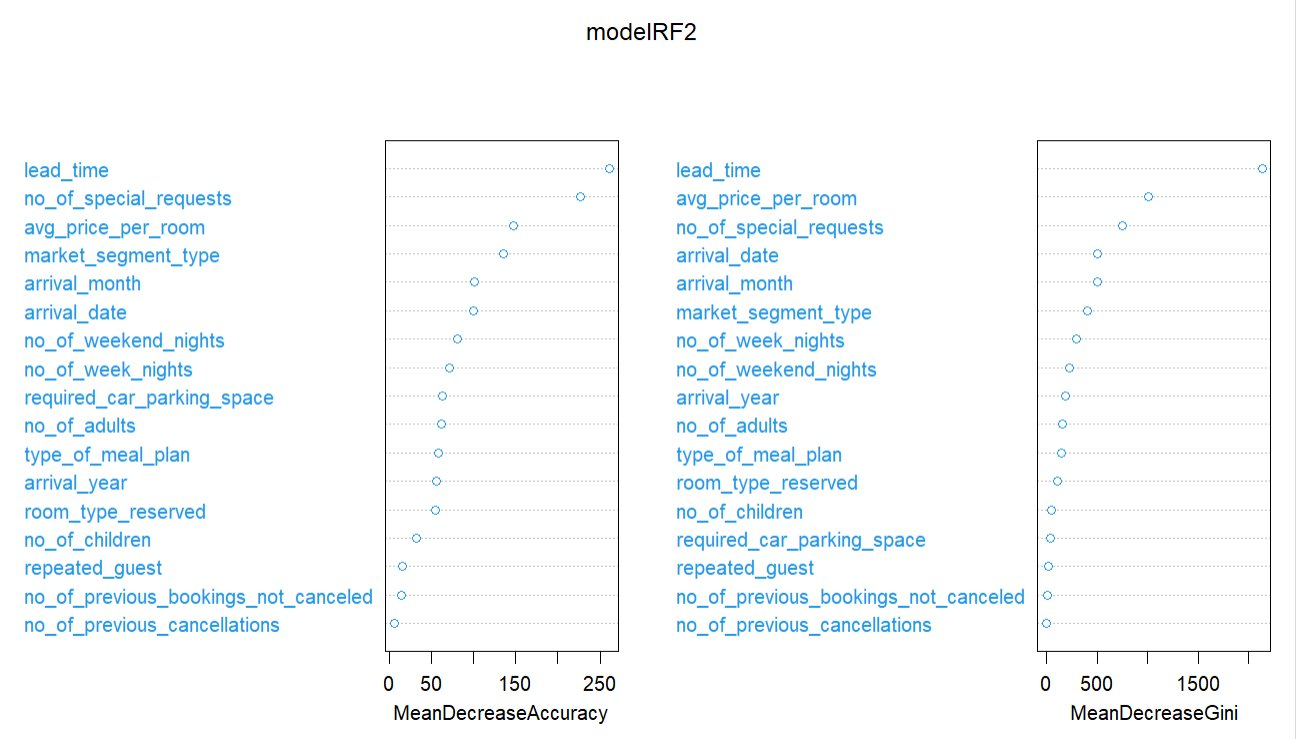 modelRF2
lead_time
no_of_special_requests
avg_price_per_room
market_segment_type
arrival_month
arrival_date
no_of_weekend_nights
no_of_week_nights
required_car_parking_space
no_of_adults
type_of_meal_plan
arrival_year
room_type_reserved
no_of_children
repeated_guest
no_of_previous_bookings_not_canceled
no_of_previous_cancellations
0 50 150 250
MeanDecreaseAccuracy
lead_time
avg_price_per_room
no_of_special_requests
arrival_date
arrival_month
market_segment_type
no_of_week_nights
no_of_weekend_nights
arrival_year
no_of_adults
type_of_meal_plan
room_type_reserved
no_of_children
required_car_parking_space
repeated_guest
no_of_previous_bookings_not_canceled
no_of_previous_cancellations
0 500 1500
MeanDecreaseGini